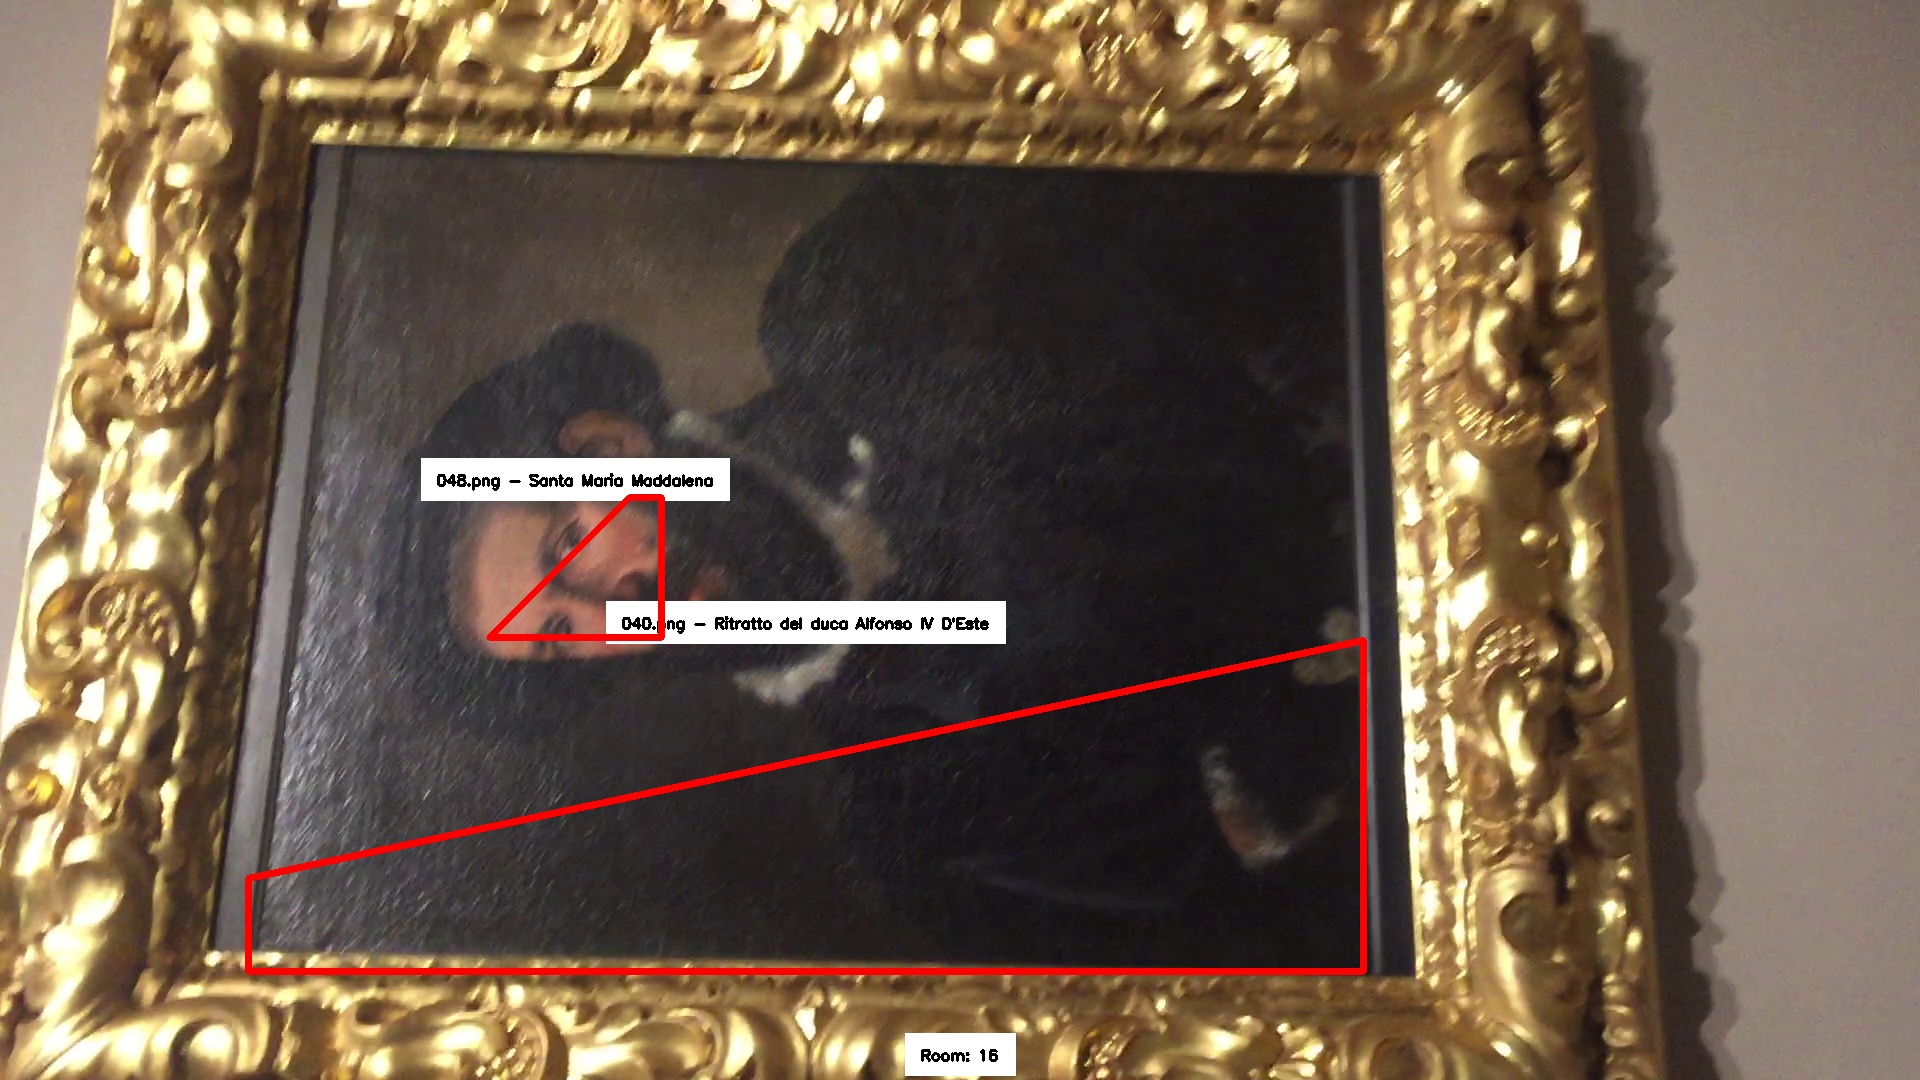 048.png - Santa Maria Maddalena
040.png - Ritratto del duca Alfonso IV D'Este
Room: 16